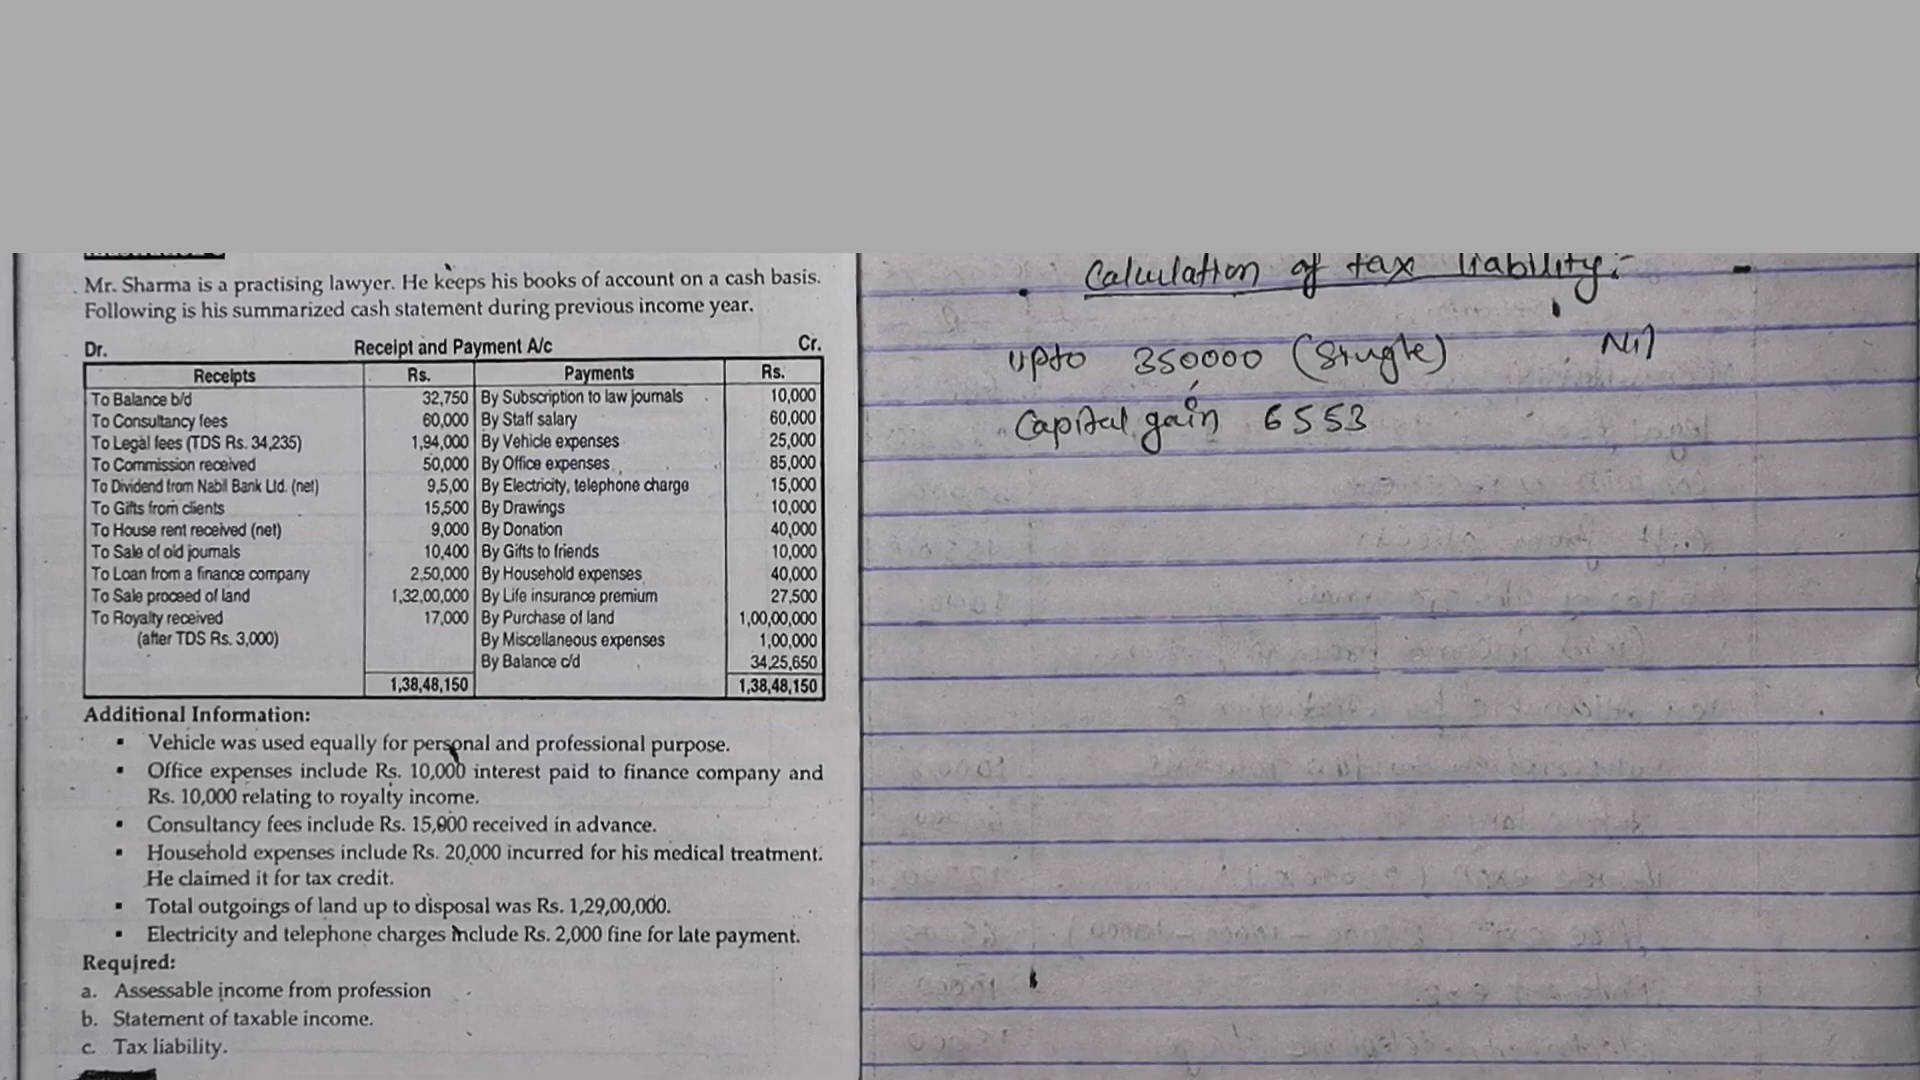 Mr. Sharma is a practising lawyer. He keeps his books of account on a cash basis.
Following is his summarized cash statement during previous income year.
Dr. Receipt and Payment A/c Cr.
Receipts Rs. Payments Rs.
To Balance b/d 32,750 By Subscription to law journals 10,000
To Consultancy fees 60,000 By Staff salary 60,000
To Legal fees (TDS Rs. 34,235) 1,94,000 By Vehicle expenses 25,000
To Commission received 50,000 By Office expenses 85,000
To Dividend from Nabil Bank Ltd. (net) 9,5,00 By Electricity, telephone charge 15,000
To Gifts from clients 15,500 By Drawings 10,000
To House rent received (net) 9,000 By Donation 40,000
To Sale of old journals 10,400 By Gifts to friends 10,000
To Loan from a finance company 2,50,000 By Household expenses 40,000
To Sale proceed of land 1,32,00,000 By Life insurance premium 27,500
To Royalty received 17,000 By Purchase of land 1,00,00,000
(after TDS Rs. 3,000) By Miscellaneous expenses 1,00,000
By Balance c/d 34,25,650
1,38,48,150 1,38,48,150
Additional Information:
▪ Vehicle was used equally for personal and professional purpose.
▪ Office expenses include Rs. 10,000 interest paid to finance company and
Rs. 10,000 relating to royalty income.
▪ Consultancy fees include Rs. 15,000 received in advance.
▪ Household expenses include Rs. 20,000 incurred for his medical treatment.
He claimed it for tax credit.
▪ Total outgoings of land up to disposal was Rs. 1,29,00,000.
▪ Electricity and telephone charges include Rs. 2,000 fine for late payment.
Required:
a. Assessable income from profession
b. Statement of taxable income.
c. Tax liability.
Calculation of tax liability:-
upto 350000 (Single) Nil
Capital gain 6553